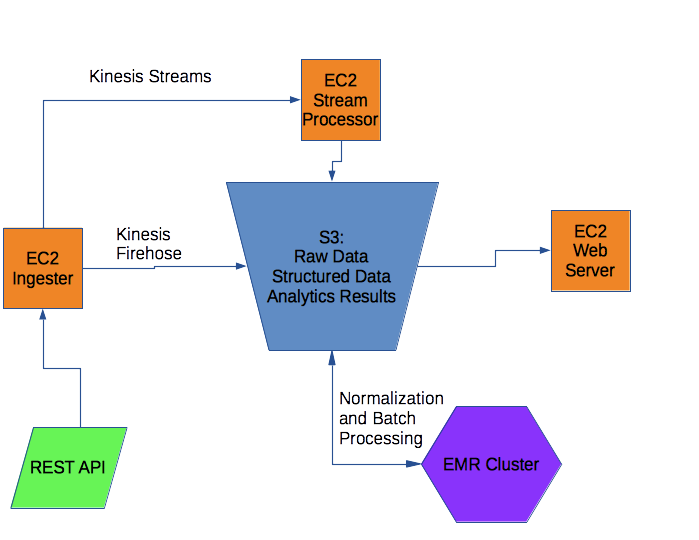 Kinesis Streams
EC2
Stream
Processor
Kinesis
Firehose
EC2
Ingester
S3:
Raw Data
Structured Data
Analytics Results
EC2
Web
Server
Normalization
and Batch
Processing
REST API
EMR Cluster